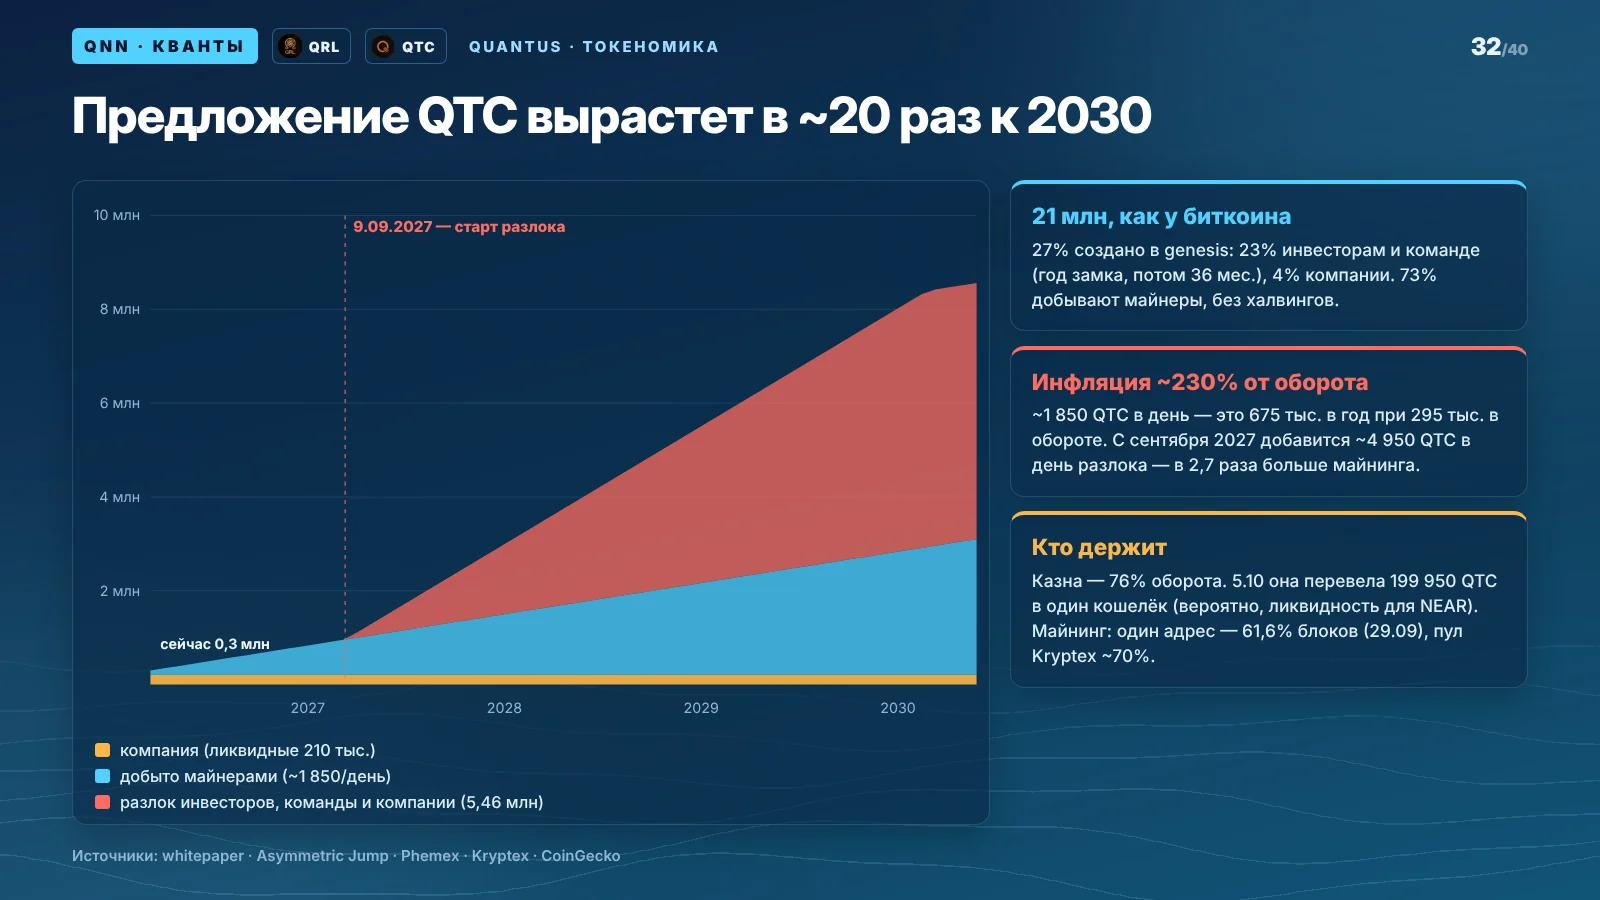 QNN · КВАНТЫ
QRL
QTC
QUANTUS · ТОКЕНОМИКА
32/40
Предложение QTC вырастет в ~20 раз к 2030
10 млн
8 млн
6 млн
4 млн
2 млн
9.09.2027 — старт разлока
сейчас 0,3 млн
2027
2028
2029
2030
компания (ликвидные 210 тыс.)
добыто майнерами (~1 850/день)
разлок инвесторов, команды и компании (5,46 млн)
21 млн, как у биткоина
27% создано в genesis: 23% инвесторам и команде
(год замка, потом 36 мес.), 4% компании. 73%
добывают майнеры, без халвингов.
Инфляция ~230% от оборота
~1 850 QTC в день — это 675 тыс. в год при 295 тыс. в
обороте. С сентября 2027 добавится ~4 950 QTC в
день разлока — в 2,7 раза больше майнинга.
Кто держит
Казна — 76% оборота. 5.10 она перевела 199 950 QTC
в один кошелёк (вероятно, ликвидность для NEAR).
Майнинг: один адрес — 61,6% блоков (29.09), пул
Kryptex ~70%.
Источники: whitepaper · Asymmetric Jump · Phemex · Kryptex · CoinGecko